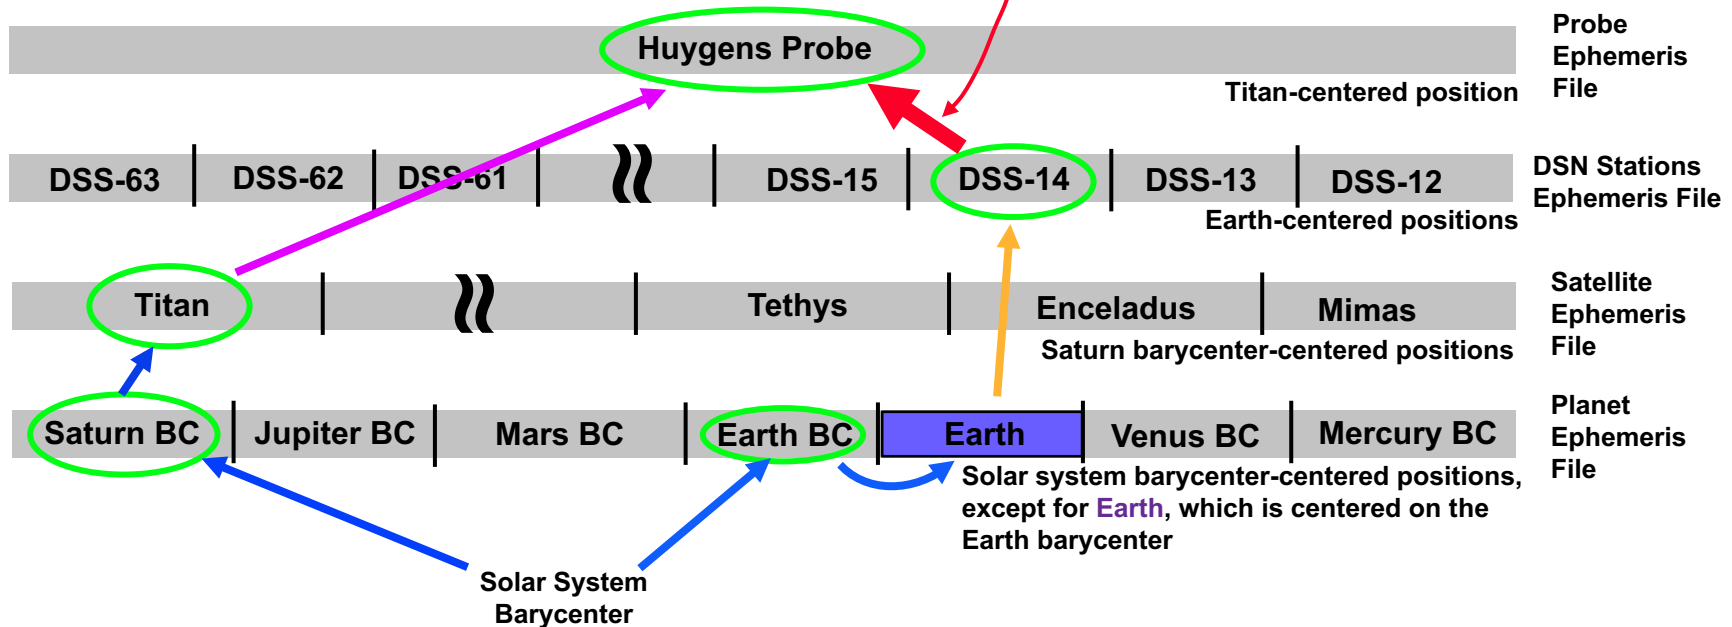 Huygens Probe
Probe
Ephemeris
File
Titan-centered position
DSS-63 DSS-62 DSS-61 DSS-15 DSS-14 DSS-13 DSS-12
DSN Stations
Ephemeris File
Earth-centered positions
Titan Tethys Enceladus Mimas
Satellite
Ephemeris
File
Saturn barycenter-centered positions
Saturn BC Jupiter BC Mars BC Earth BC Earth Venus BC Mercury BC
Planet
Ephemeris
File
Solar system barycenter-centered positions,
except for Earth, which is centered on the
Earth barycenter
Solar System
Barycenter